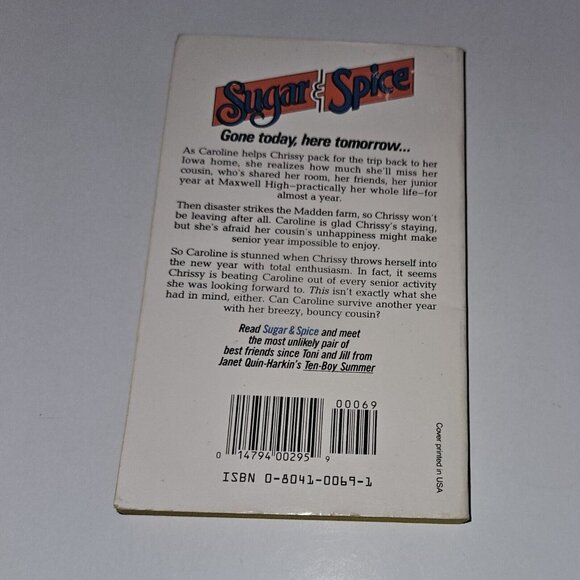 Sugar & Spice
Gone today, here tomorrow...
As Caroline helps Chrissy pack for the trip back to her
Iowa home, she realizes how much she'll miss her
cousin, who's shared her room, her friends, her junior
year at Maxwell High—practically her whole life—for
almost a year.
Then disaster strikes the Madden farm, so Chrissy won't
be leaving after all. Caroline is glad Chrissy's staying,
but she's afraid her cousin's unhappiness might make
senior year impossible to enjoy.
So Caroline is stunned when Chrissy throws herself into
the new year with total enthusiasm. In fact, it seems
Chrissy is beating Caroline out of every senior activity
she was looking forward to. This isn't exactly what she
had in mind, either. Can Caroline survive another year
with her breezy, bouncy cousin?
Read Sugar & Spice and meet
the most unlikely pair of
best friends since Toni and Jill from
Janet Quin-Harkin's Ten-Boy Summer
00069
0 14794 00295 9
ISBN 0-8041-0069-1
Cover printed in USA